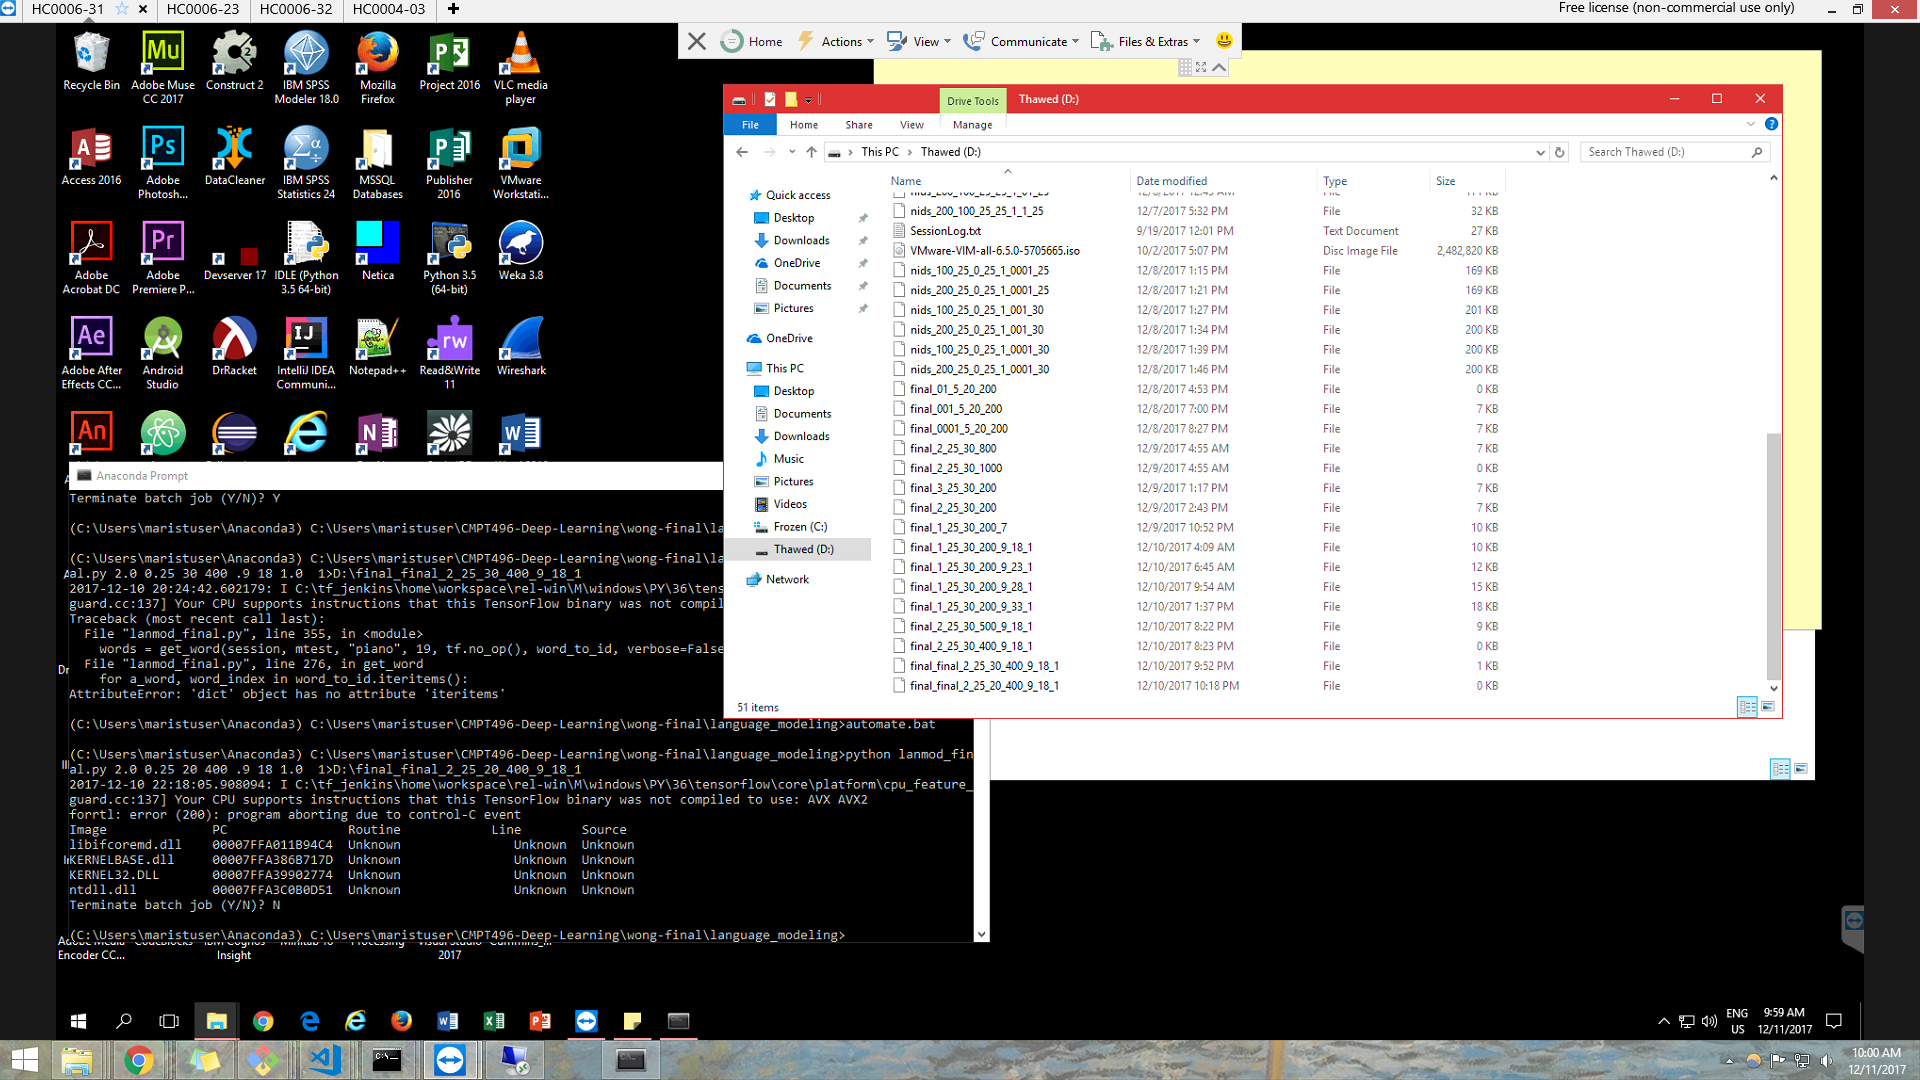 HC0006-31
HC0006-23
HC0006-32
HC0004-03
Free license (non-commercial use only)
Home
Actions
View
Communicate
Files & Extras
Recycle Bin
Adobe Muse CC 2017
Construct 2
IBM SPSS Modeler 18.0
Mozilla Firefox
Project 2016
VLC media player
Access 2016
Adobe Photosh...
DataCleaner
IBM SPSS Statistics 24
MSSQL Databases
Publisher 2016
VMware Workstati...
Adobe Acrobat DC
Adobe Premiere P...
Devserver 17
IDLE (Python 3.5 64-bit)
Netica
Python 3.5 (64-bit)
Weka 3.8
Adobe After Effects CC...
Android Studio
DrRacket
IntelliJ IDEA Communi...
Notepad++
Read&Write 11
Wireshark
Drive Tools
Thawed (D:)
File
Home
Share
View
Manage
This PC
Thawed (D:)
Search Thawed (D:)
Quick access
Desktop
Downloads
OneDrive
Documents
Pictures
OneDrive
This PC
Desktop
Documents
Downloads
Music
Pictures
Videos
Frozen (C:)
Thawed (D:)
Network
Name Date modified Type Size
nids_200_100_25_25_1_1_25 12/7/2017 5:32 PM File 32 KB
SessionLog.txt 9/19/2017 12:01 PM Text Document 27 KB
VMware-VIM-all-6.5.0-5705665.iso 10/2/2017 5:07 PM Disc Image File 2,482,820 KB
nids_100_25_0_25_1_0001_25 12/8/2017 1:15 PM File 169 KB
nids_200_25_0_25_1_0001_25 12/8/2017 1:21 PM File 169 KB
nids_100_25_0_25_1_001_30 12/8/2017 1:27 PM File 201 KB
nids_200_25_0_25_1_001_30 12/8/2017 1:34 PM File 200 KB
nids_100_25_0_25_1_0001_30 12/8/2017 1:39 PM File 200 KB
nids_200_25_0_25_1_0001_30 12/8/2017 1:46 PM File 200 KB
final_01_5_20_200 12/8/2017 4:53 PM File 0 KB
final_001_5_20_200 12/8/2017 7:00 PM File 7 KB
final_0001_5_20_200 12/8/2017 8:27 PM File 7 KB
final_2_25_30_800 12/9/2017 4:55 AM File 7 KB
final_2_25_30_1000 12/9/2017 4:55 AM File 0 KB
final_3_25_30_200 12/9/2017 1:17 PM File 7 KB
final_2_25_30_200 12/9/2017 2:43 PM File 7 KB
final_1_25_30_200_7 12/9/2017 10:52 PM File 10 KB
final_1_25_30_200_9_18_1 12/10/2017 4:09 AM File 10 KB
final_1_25_30_200_9_23_1 12/10/2017 6:45 AM File 12 KB
final_1_25_30_200_9_28_1 12/10/2017 9:54 AM File 15 KB
final_1_25_30_200_9_33_1 12/10/2017 1:37 PM File 18 KB
final_2_25_30_500_9_18_1 12/10/2017 8:22 PM File 9 KB
final_2_25_30_400_9_18_1 12/10/2017 8:23 PM File 0 KB
final_final_2_25_30_400_9_18_1 12/10/2017 9:52 PM File 1 KB
final_final_2_25_20_400_9_18_1 12/10/2017 10:18 PM File 0 KB
51 items
Anaconda Prompt
Terminate batch job (Y/N)? Y
(C:\Users\maristuser\Anaconda3) C:\Users\maristuser\CMPT496-Deep-Learning\wong-final\lan
(C:\Users\maristuser\Anaconda3) C:\Users\maristuser\CMPT496-Deep-Learning\wong-final\lan
al.py 2.0 0.25 30 400 .9 18 1.0  1>D:\final_final_2_25_30_400_9_18_1
2017-12-10 20:24:42.602179: I C:\tf_jenkins\home\workspace\rel-win\M\windows\PY\36\tens
guard.cc:137] Your CPU supports instructions that this TensorFlow binary was not compil
Traceback (most recent call last):
File "lanmod_final.py", line 355, in <module>
words = get_word(session, mtest, "piano", 19, tf.no_op(), word_to_id, verbose=False
File "lanmod_final.py", line 276, in get_word
for a_word, word_index in word_to_id.iteritems():
AttributeError: 'dict' object has no attribute 'iteritems'
(C:\Users\maristuser\Anaconda3) C:\Users\maristuser\CMPT496-Deep-Learning\wong-final\language_modeling>automate.bat
(C:\Users\maristuser\Anaconda3) C:\Users\maristuser\CMPT496-Deep-Learning\wong-final\language_modeling>python lanmod_fin
al.py 2.0 0.25 20 400 .9 18 1.0  1>D:\final_final_2_25_20_400_9_18_1
2017-12-10 22:18:05.908094: I C:\tf_jenkins\home\workspace\rel-win\M\windows\PY\36\tensorflow\core\platform\cpu_feature_
guard.cc:137] Your CPU supports instructions that this TensorFlow binary was not compiled to use: AVX AVX2
forrtl: error (200): program aborting due to control-C event
Image PC Routine Line Source
libifcoremd.dll 00007FFA011B94C4 Unknown Unknown Unknown
KERNELBASE.dll 00007FFA386B717D Unknown Unknown Unknown
KERNEL32.DLL 00007FFA39902774 Unknown Unknown Unknown
ntdll.dll 00007FFA3C0B0D51 Unknown Unknown Unknown
Terminate batch job (Y/N)? N
(C:\Users\maristuser\Anaconda3) C:\Users\maristuser\CMPT496-Deep-Learning\wong-final\language_modeling>
Encoder CC...
Insight
2017
ENG
US
9:59 AM
12/11/2017
10:00 AM
12/11/2017